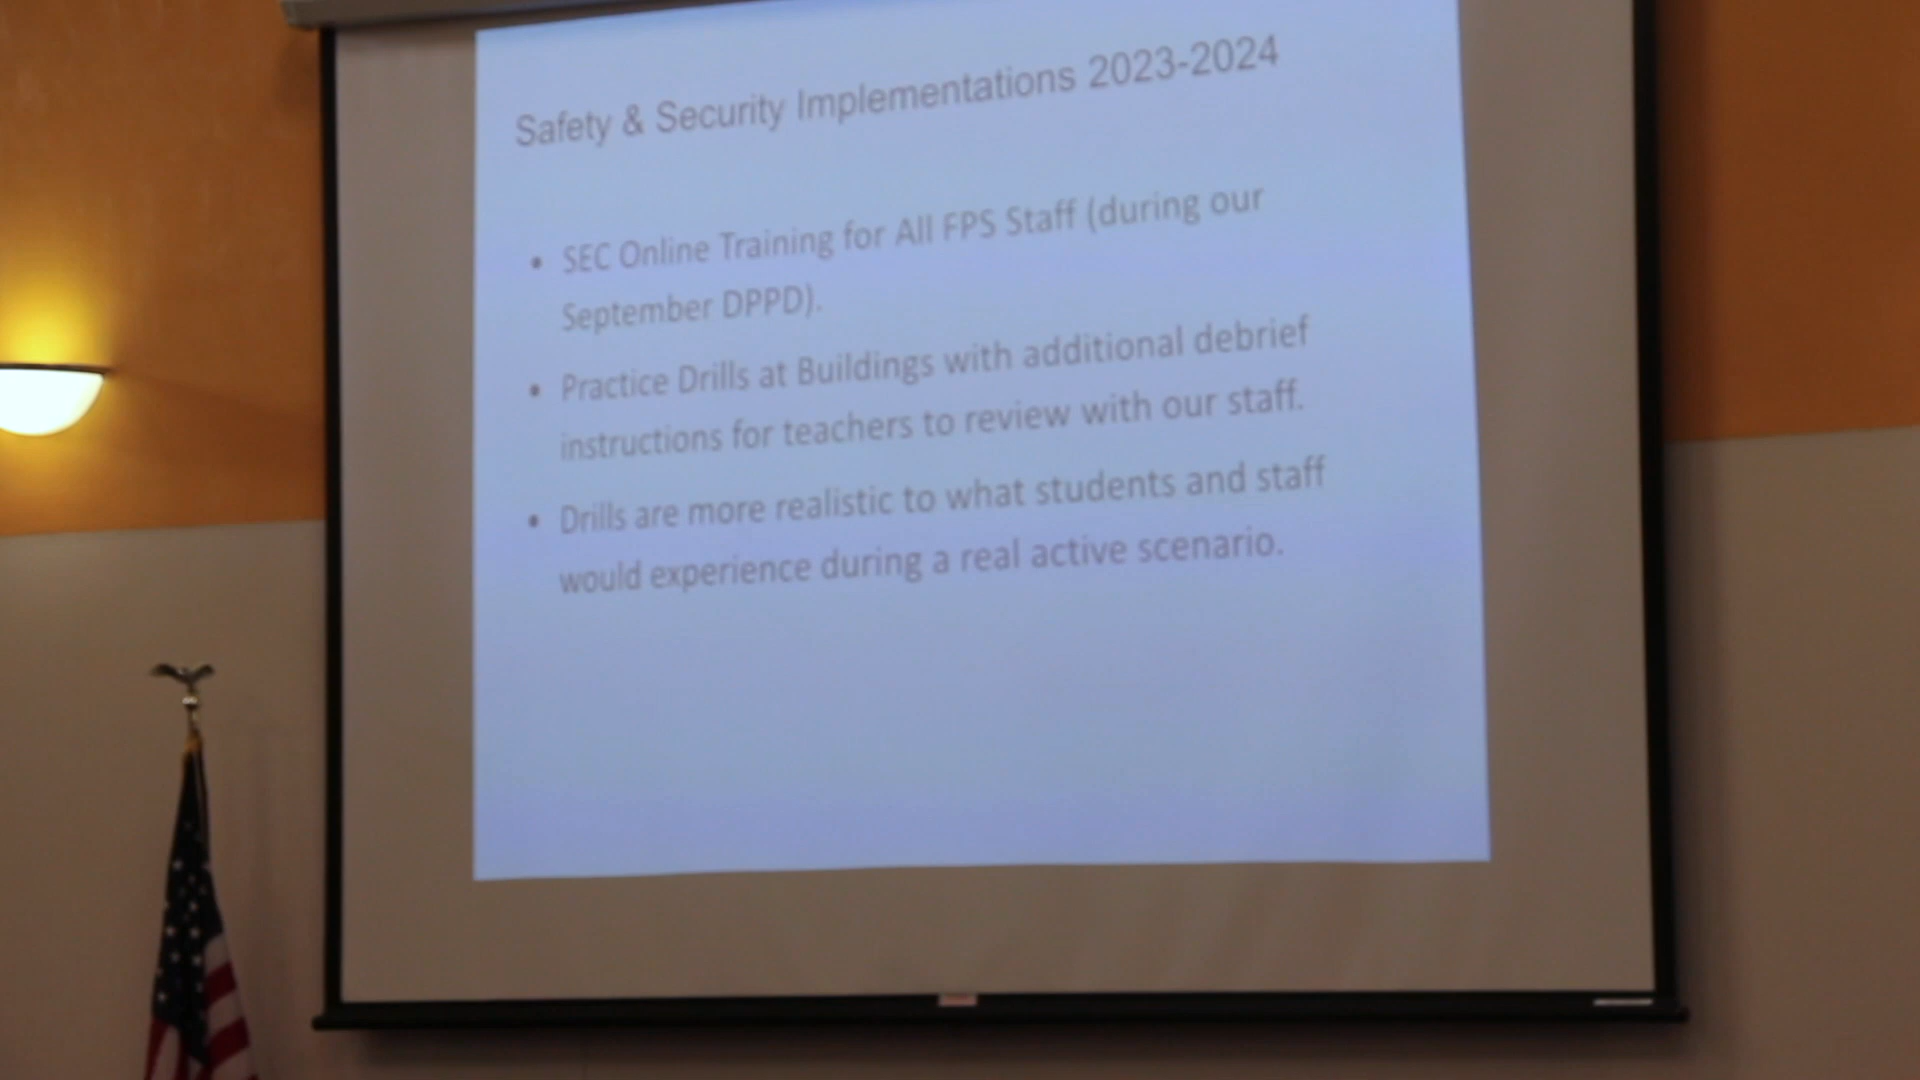 Safety & Security Implementations 2023-2024
• SEC Online Training for All FPS Staff (during our
September DPPD).
• Practice Drills at Buildings with additional debrief
instructions for teachers to review with our staff.
• Drills are more realistic to what students and staff
would experience during a real active scenario.